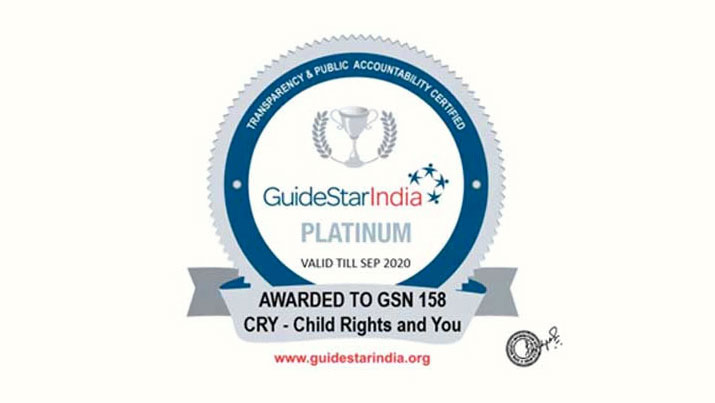 TRANSPARENCY & PUBLIC ACCOUNTABILITY CERTIFIED
GuideStarIndia
PLATINUM
VALID TILL SEP 2020
AWARDED TO GSN 158
CRY - Child Rights and You
www.guidestarindia.org